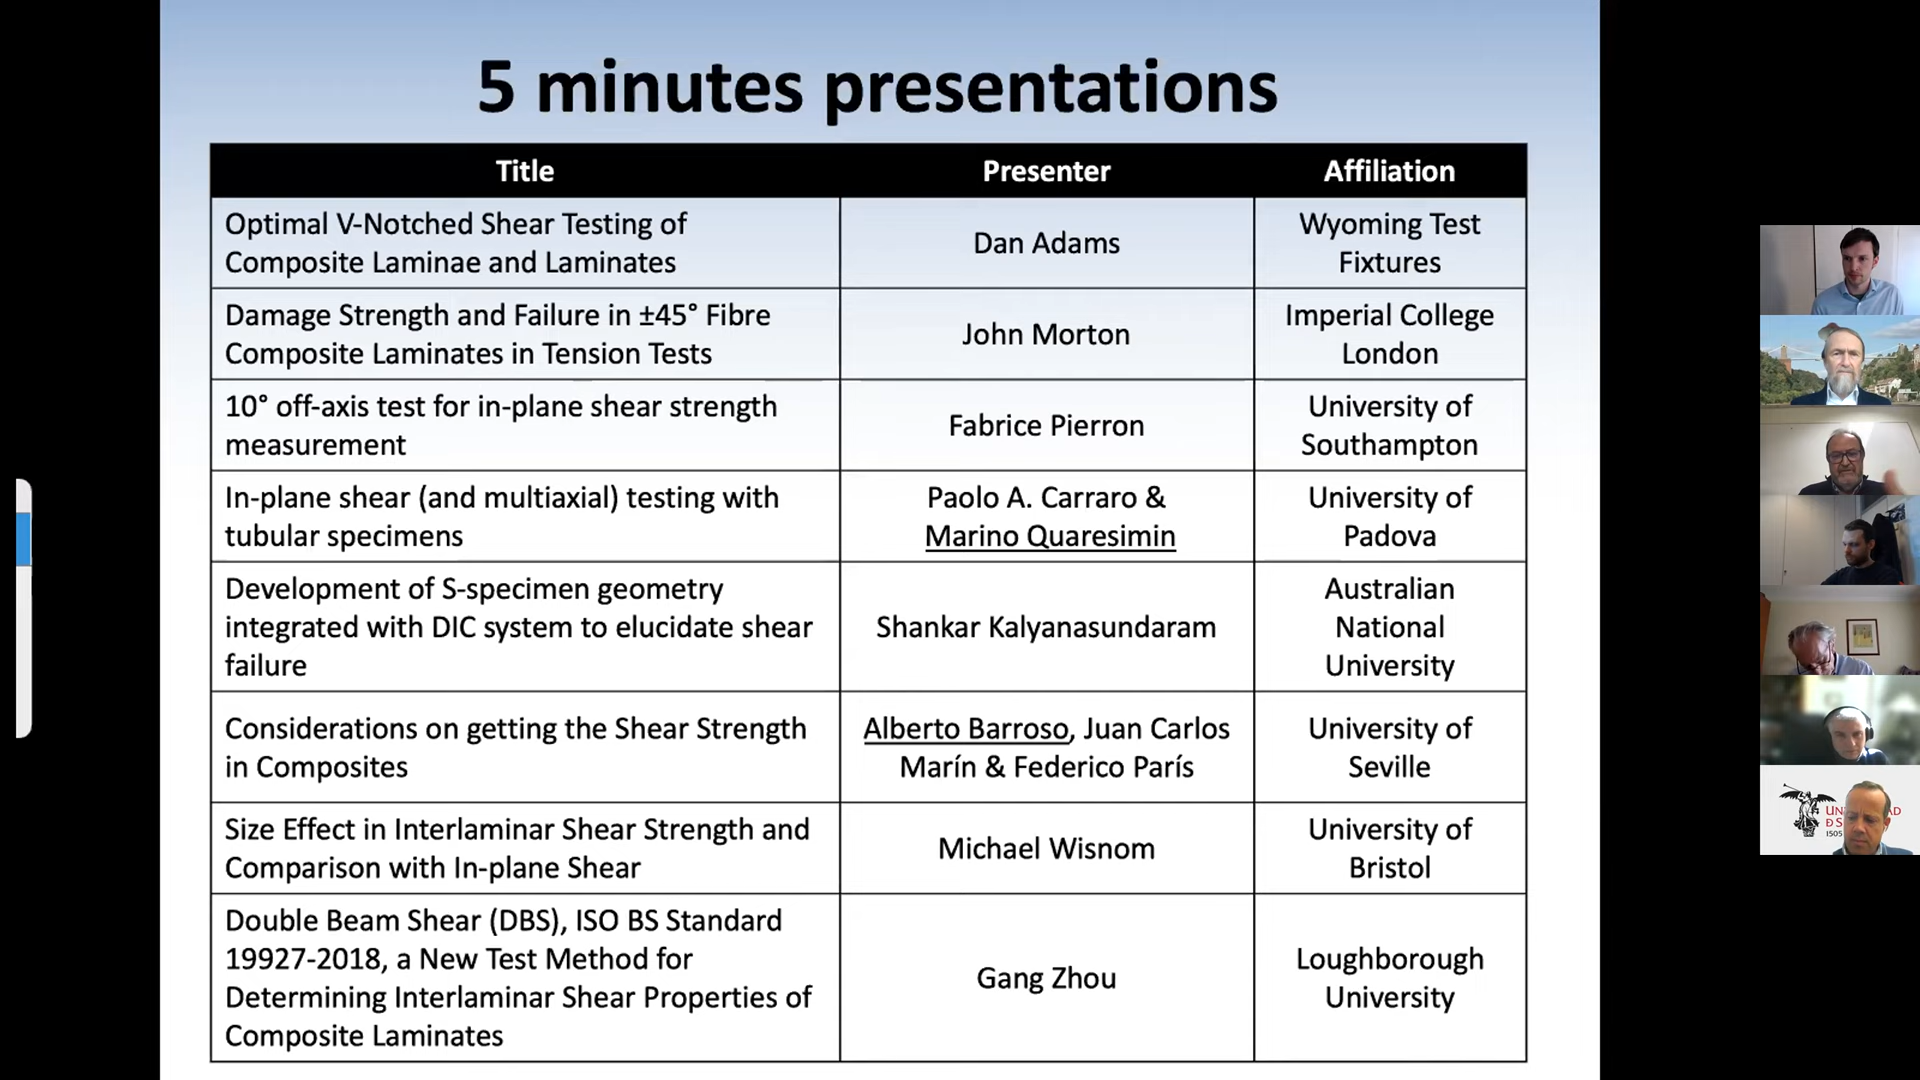 5 minutes presentations
Title
Presenter
Affiliation
Optimal V-Notched Shear Testing of
Composite Laminae and Laminates
Dan Adams
Wyoming Test
Fixtures
Damage Strength and Failure in ±45° Fibre
Composite Laminates in Tension Tests
John Morton
Imperial College
London
10° off-axis test for in-plane shear strength
measurement
Fabrice Pierron
University of
Southampton
In-plane shear (and multiaxial) testing with
tubular specimens
Paolo A. Carraro &
Marino Quaresimin
University of
Padova
Development of S-specimen geometry
integrated with DIC system to elucidate shear
failure
Shankar Kalyanasundaram
Australian
National
University
Considerations on getting the Shear Strength
in Composites
Alberto Barroso, Juan Carlos
Marín & Federico París
University of
Seville
Size Effect in Interlaminar Shear Strength and
Comparison with In-plane Shear
Michael Wisnom
University of
Bristol
Double Beam Shear (DBS), ISO BS Standard
19927-2018, a New Test Method for
Determining Interlaminar Shear Properties of
Composite Laminates
Gang Zhou
Loughborough
University
1505